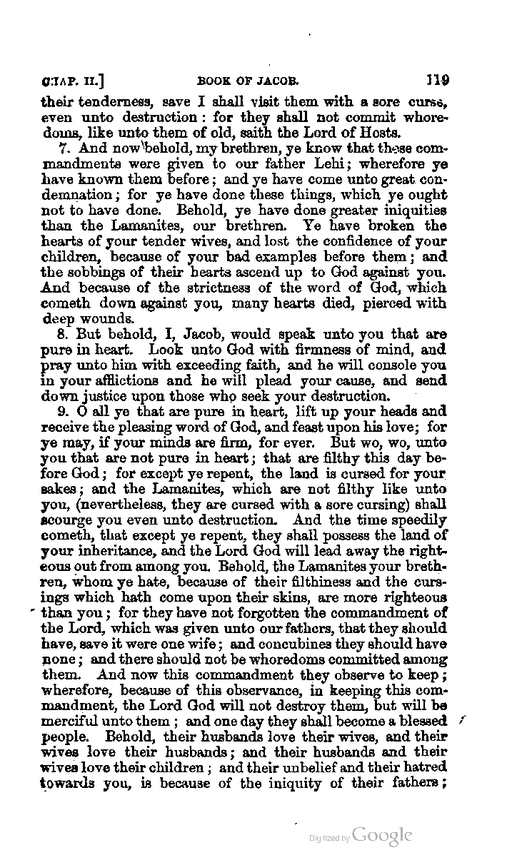 CHAP. II.] BOOK OF JACOB. 119
their tenderness, save I shall visit them with a sore curse,
even unto destruction : for they shall not commit whore-
doms, like unto them of old, saith the Lord of Hosts.
7. And now behold, my brethren, ye know that these com-
mandments were given to our father Lehi; wherefore ye
have known them before; and ye have come unto great con-
demnation; for ye have done these things, which ye ought
not to have done. Behold, ye have done greater iniquities
than the Lamanites, our brethren. Ye have broken the
hearts of your tender wives, and lost the confidence of your
children, because of your bad examples before them; and
the sobbings of their hearts ascend up to God against you.
And because of the strictness of the word of God, which
cometh down against you, many hearts died, pierced with
deep wounds.
8. But behold, I, Jacob, would speak unto you that are
pure in heart. Look unto God with firmness of mind, and
pray unto him with exceeding faith, and he will console you
in your afflictions and he will plead your cause, and send
down justice upon those who seek your destruction.
9. O all ye that are pure in heart, lift up your heads and
receive the pleasing word of God, and feast upon his love; for
ye may, if your minds are firm, for ever. But wo, wo, unto
you that are not pure in heart; that are filthy this day be-
fore God; for except ye repent, the land is cursed for your
sakes; and the Lamanites, which are not filthy like unto
you, (nevertheless, they are cursed with a sore cursing) shall
scourge you even unto destruction. And the time speedily
cometh, that except ye repent, they shall possess the land of
your inheritance, and the Lord God will lead away the right-
eous out from among you. Behold, the Lamanites your breth-
ren, whom ye hate, because of their filthiness and the curs-
ings which hath come upon their skins, are more righteous
than you; for they have not forgotten the commandment of
the Lord, which was given unto our fathers, that they should
have, save it were one wife; and concubines they should have
none; and there should not be whoredoms committed among
them. And now this commandment they observe to keep;
wherefore, because of this observance, in keeping this com-
mandment, the Lord God will not destroy them, but will be
merciful unto them; and one day they shall become a blessed
people. Behold, their husbands love their wives, and their
wives love their husbands; and their husbands and their
wives love their children; and their unbelief and their hatred
towards you, is because of the iniquity of their fathers;
Digitized by Google